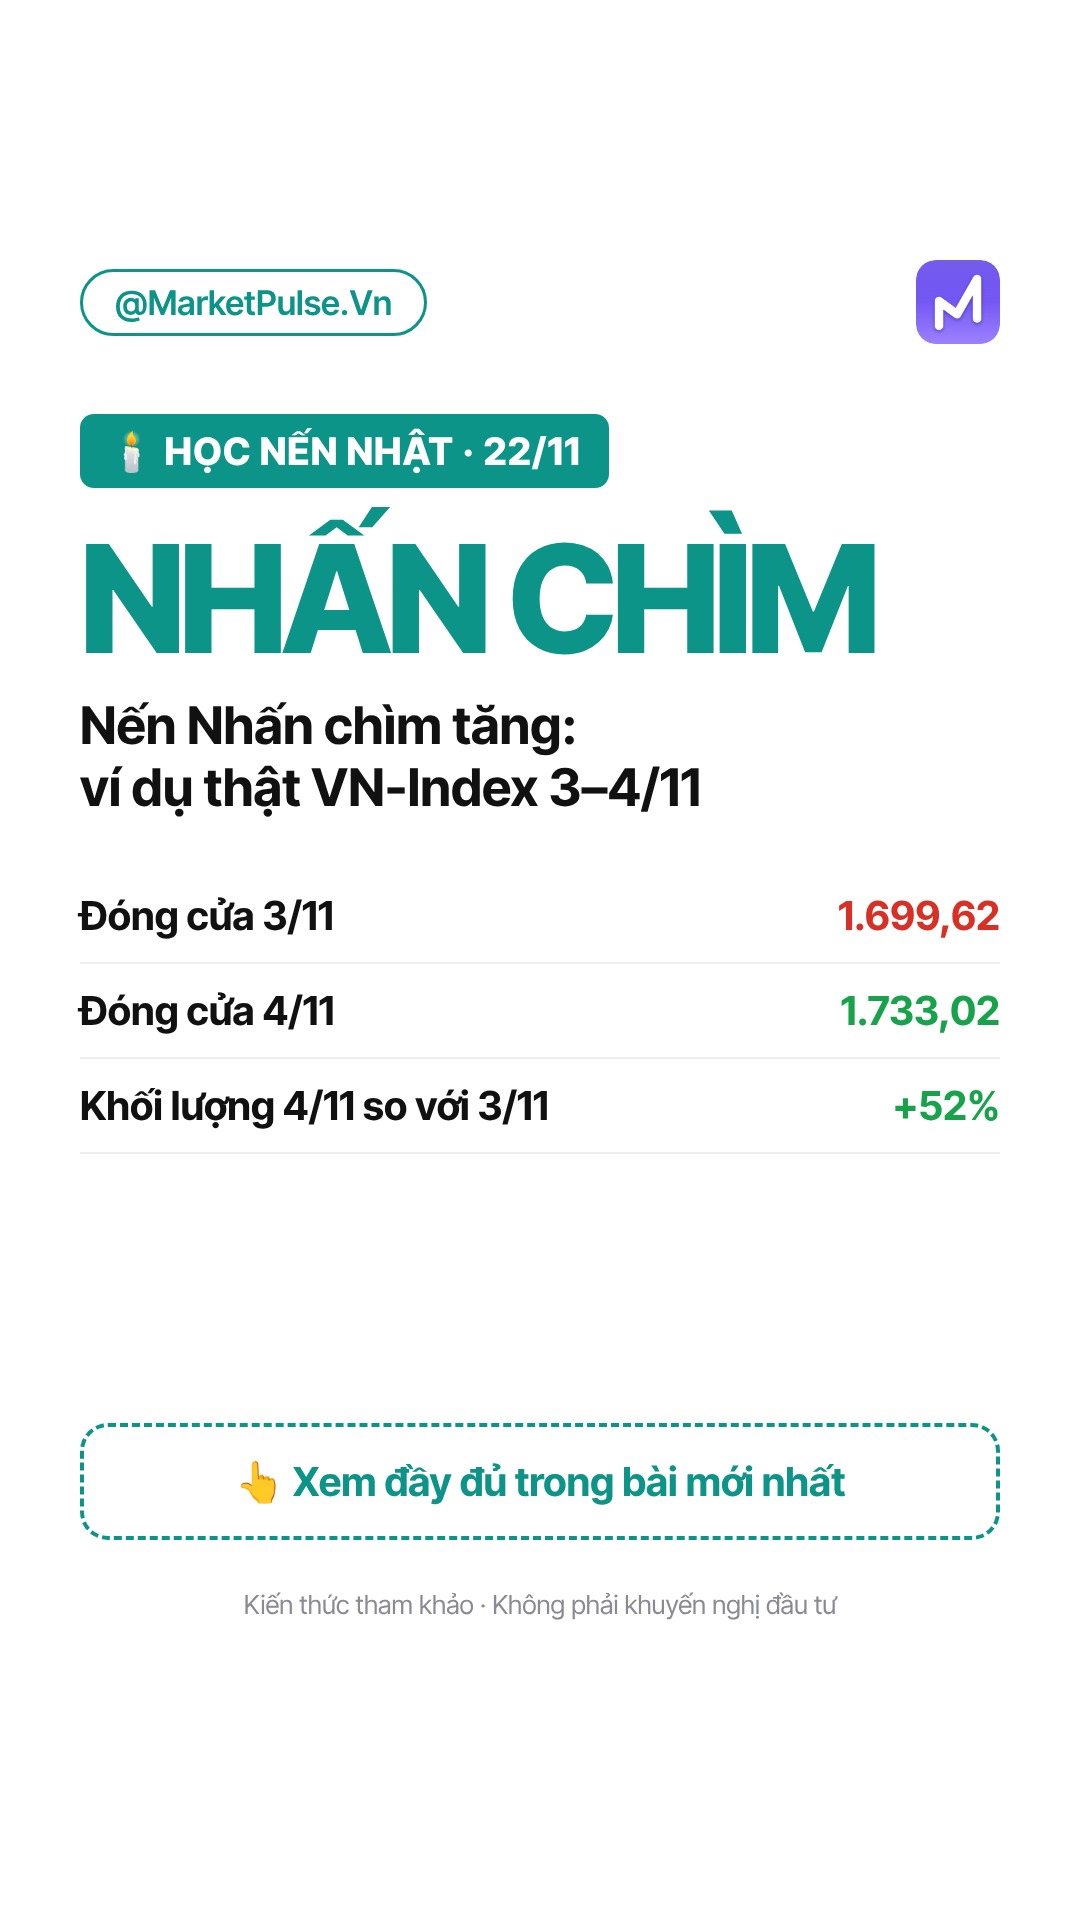 @MarketPulse.Vn
HỌC NẾN NHẬT · 22/11
NHẤN CHÌM
Nến Nhấn chìm tăng:
ví dụ thật VN-Index 3–4/11
Đóng cửa 3/11 1.699,62
Đóng cửa 4/11 1.733,02
Khối lượng 4/11 so với 3/11 +52%
👆 Xem đầy đủ trong bài mới nhất
Kiến thức tham khảo · Không phải khuyến nghị đầu tư